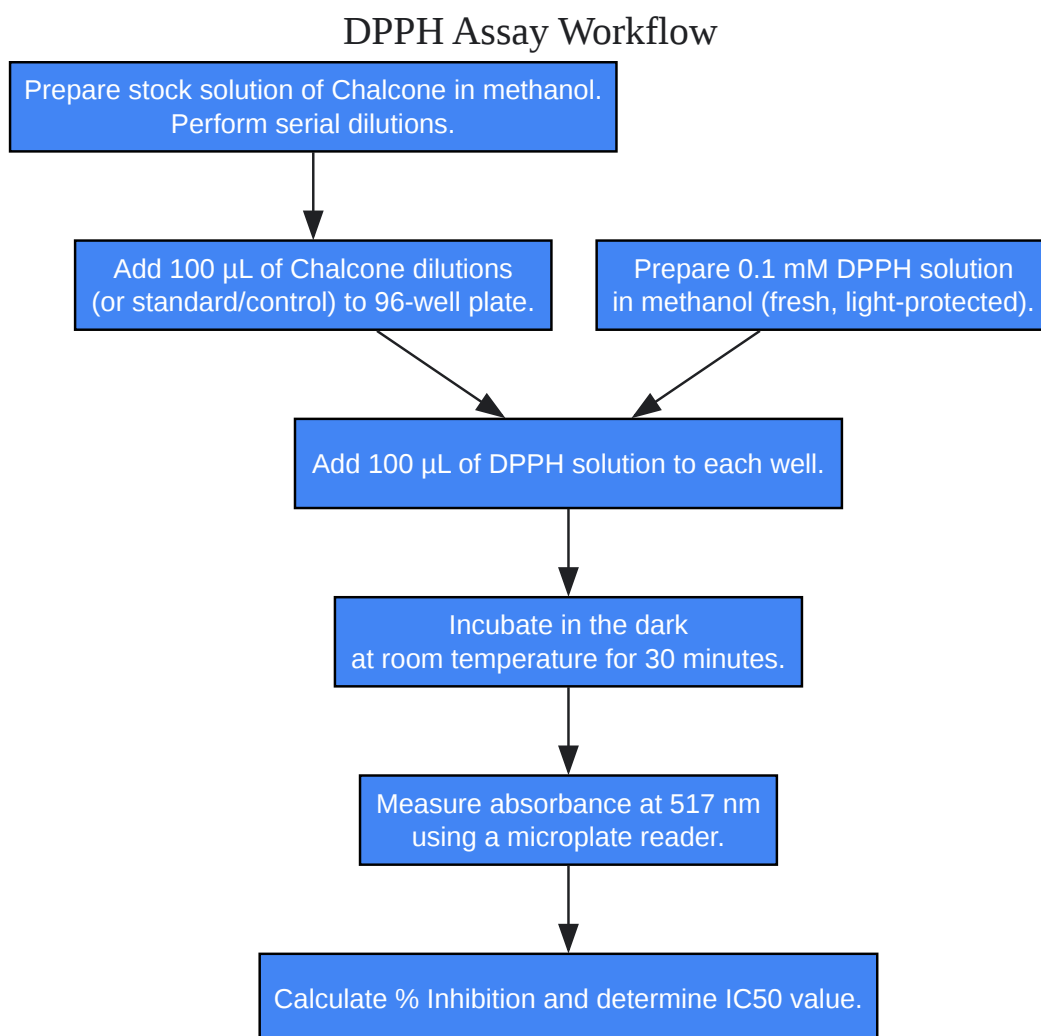 DPPH Assay Workflow
Prepare stock solution of Chalcone in methanol.
Perform serial dilutions.
Add 100 µL of Chalcone dilutions
(or standard/control) to 96-well plate.
Prepare 0.1 mM DPPH solution
in methanol (fresh, light-protected).
Add 100 µL of DPPH solution to each well.
Incubate in the dark
at room temperature for 30 minutes.
Measure absorbance at 517 nm
using a microplate reader.
Calculate % Inhibition and determine IC50 value.